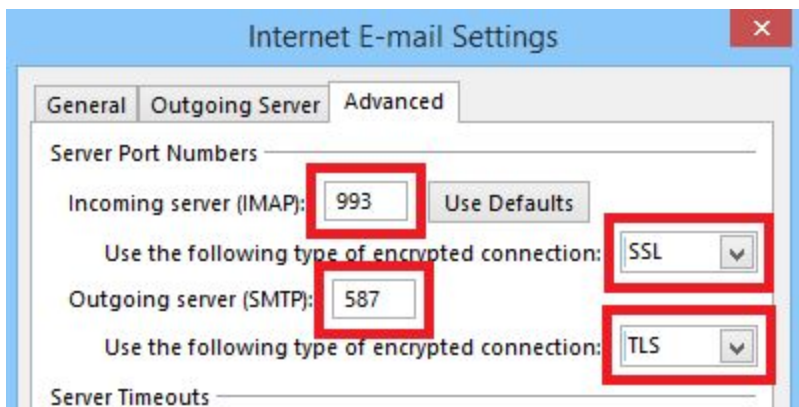 Internet E-mail Settings
General Outgoing Server Advanced
Server Port Numbers
Incoming server (IMAP): 993 Use Defaults
Use the following type of encrypted connection: SSL
Outgoing server (SMTP): 587
Use the following type of encrypted connection: TLS
Server Timeouts